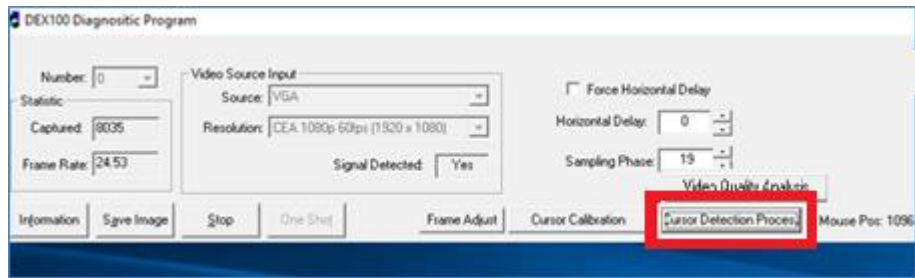 DEX100 Diagnositic Program
Number: 0
Video Source Input
Source: VGA
Force Horizontal Delay
Statistic
Captured: 8035
Resolution: CEA 1080p 60fps (1920 x 1080)
Horizontal Delay: 0
Frame Rate: 24.53
Signal Detected: Yes
Sampling Phase: 19
Video Quality Analysis
Information
Save Image
Stop
One Shot
Frame Adjust
Cursor Calibration
Cursor Detection Process
Mouse Pos: 1096